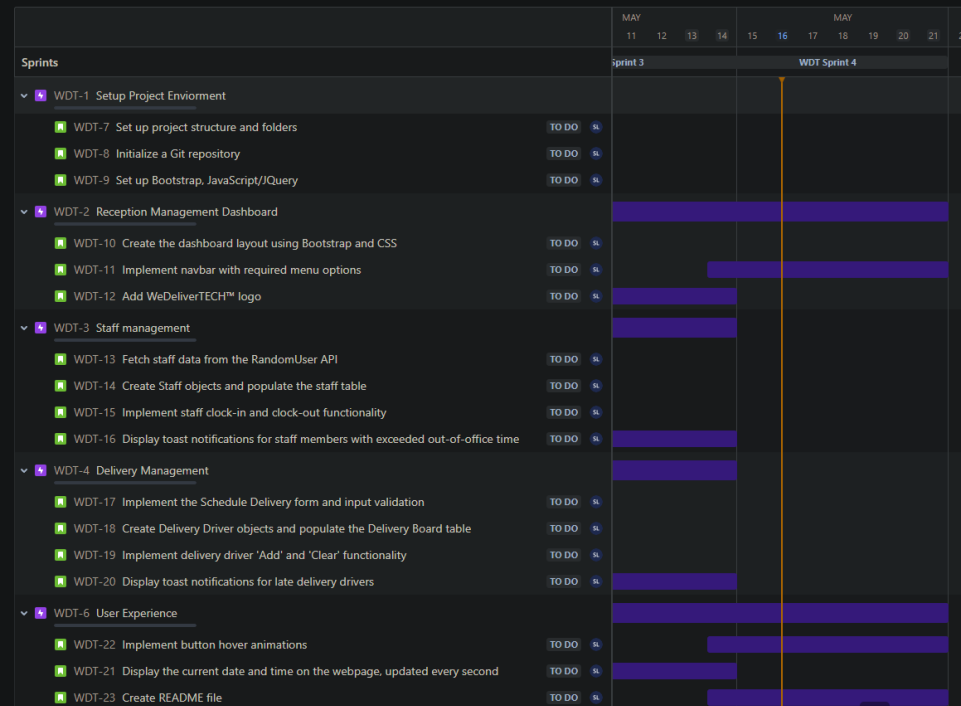 MAY MAY
11 12 13 14 15 16 17 18 19 20 21
Sprints
Sprint 3 WDT Sprint 4
WDT-1 Setup Project Enviorment
WDT-7 Set up project structure and folders TO DO SL
WDT-8 Initialize a Git repository TO DO SL
WDT-9 Set up Bootstrap, JavaScript/JQuery TO DO SL
WDT-2 Reception Management Dashboard
WDT-10 Create the dashboard layout using Bootstrap and CSS TO DO SL
WDT-11 Implement navbar with required menu options TO DO SL
WDT-12 Add WeDeliverTECH™ logo TO DO SL
WDT-3 Staff management
WDT-13 Fetch staff data from the RandomUser API TO DO SL
WDT-14 Create Staff objects and populate the staff table TO DO SL
WDT-15 Implement staff clock-in and clock-out functionality TO DO SL
WDT-16 Display toast notifications for staff members with exceeded out-of-office time TO DO SL
WDT-4 Delivery Management
WDT-17 Implement the Schedule Delivery form and input validation TO DO SL
WDT-18 Create Delivery Driver objects and populate the Delivery Board table TO DO SL
WDT-19 Implement delivery driver 'Add' and 'Clear' functionality TO DO SL
WDT-20 Display toast notifications for late delivery drivers TO DO SL
WDT-6 User Experience
WDT-22 Implement button hover animations TO DO SL
WDT-21 Display the current date and time on the webpage, updated every second TO DO SL
WDT-23 Create README file TO DO SL